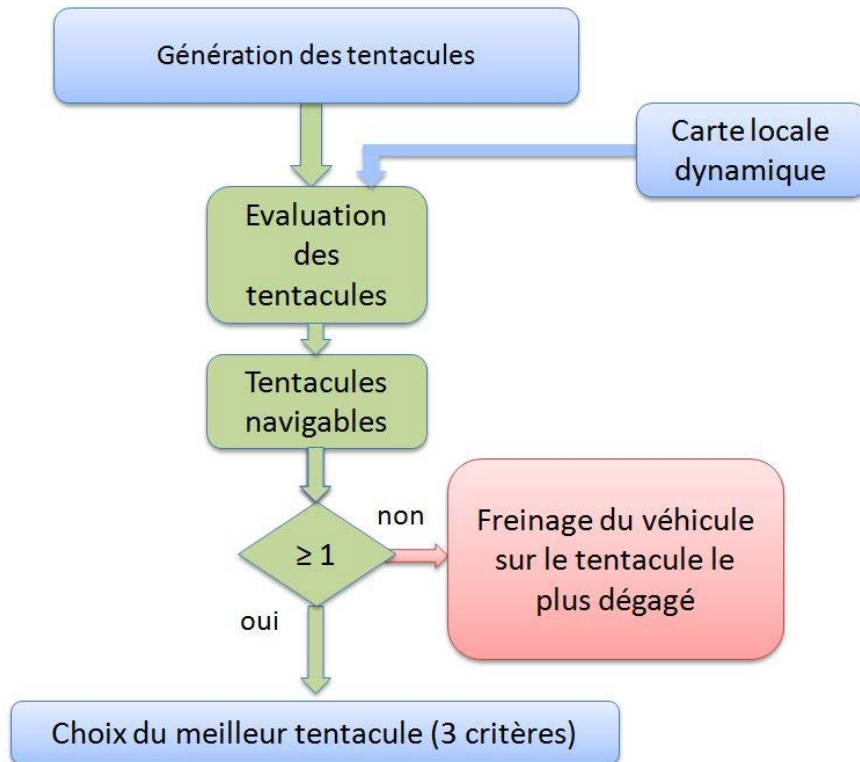 Génération des tentacules
Carte locale
dynamique
Evaluation
des
tentacules
Tentacules
navigables
≥ 1
non
oui
Freinage du véhicule
sur le tentacule le
plus dégagé
Choix du meilleur tentacule (3 critères)